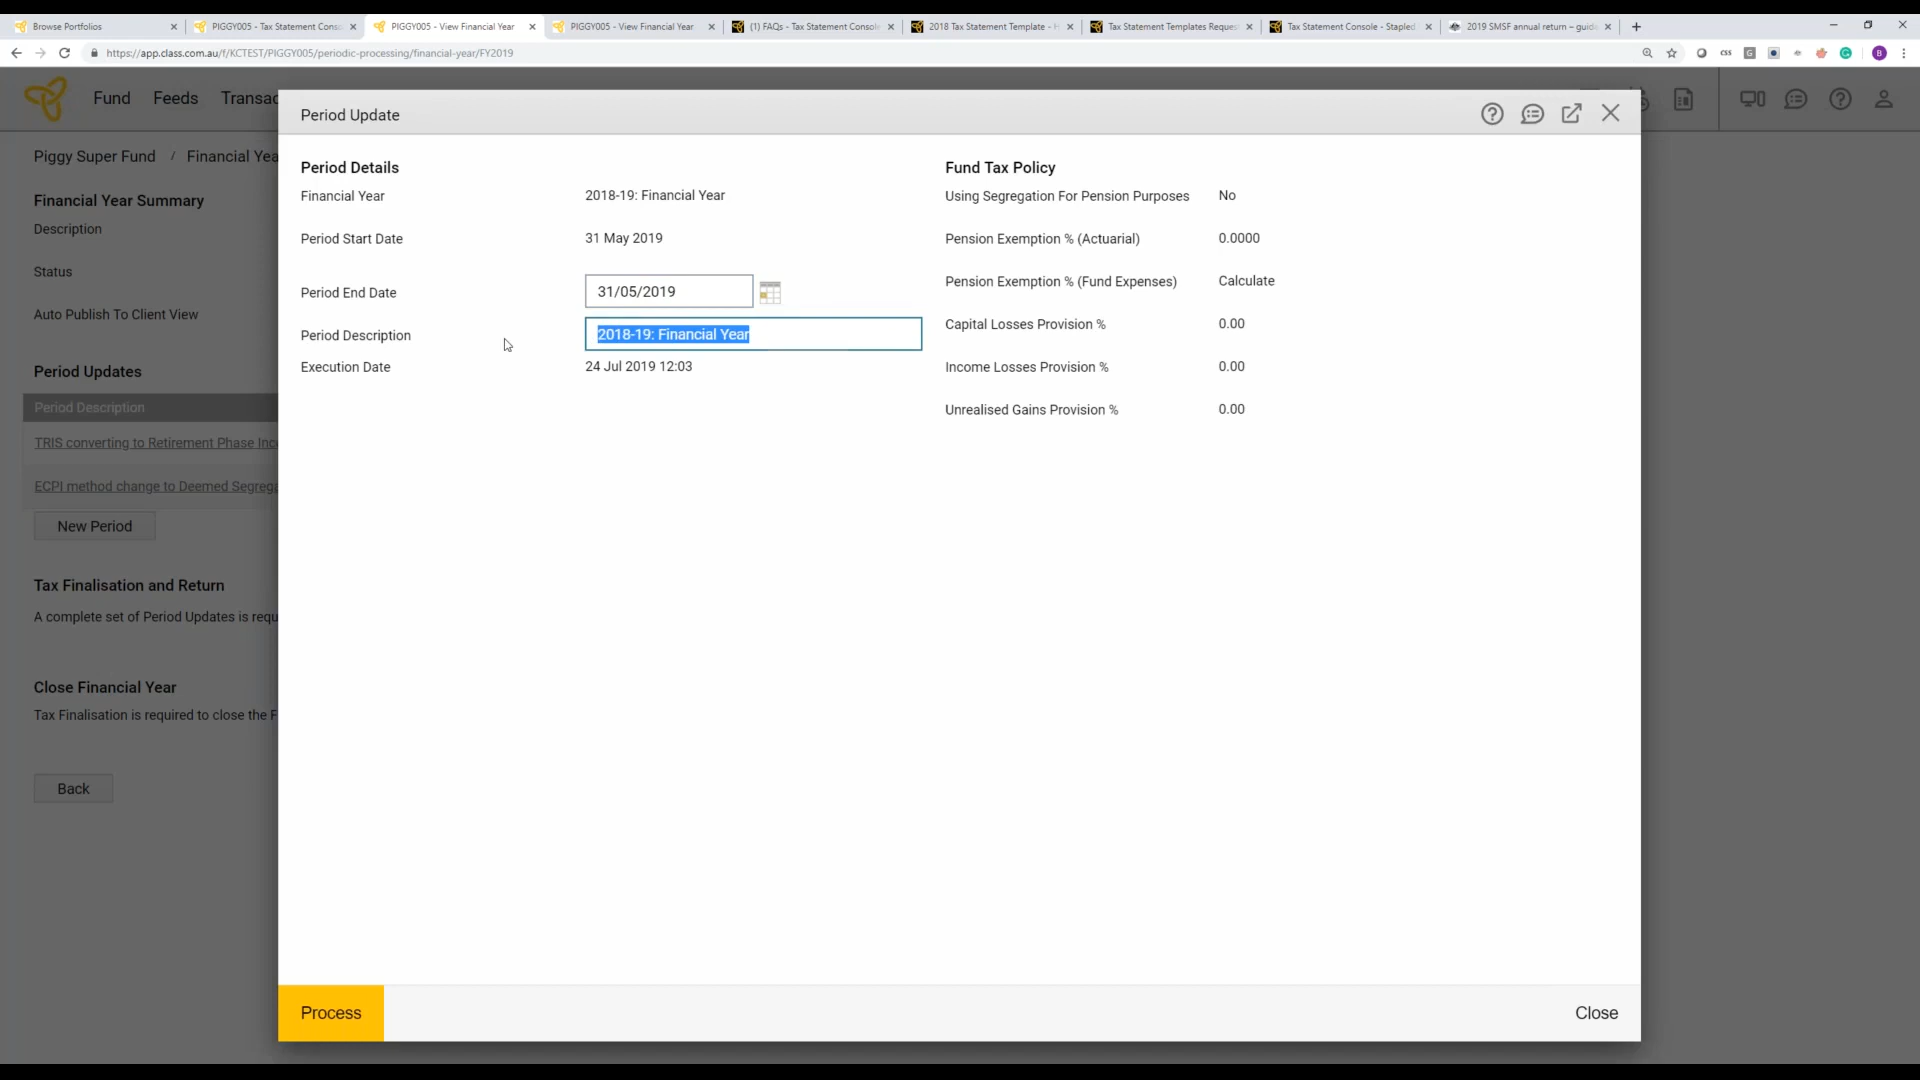 Browse Portfolios
PIGGY005 - Tax Statement Conso
PIGGY005 - View Financial Year
PIGGY005 - View Financial Year
(1) FAQs - Tax Statement Console
2018 Tax Statement Template - H
Tax Statement Templates Reques
Tax Statement Console - Stapled
2019 SMSF annual return – guid
https://app.class.com.au/f/KCTEST/PIGGY005/periodic-processing/financial-year/FY2019
css
B
Fund Feeds Transac
Piggy Super Fund / Financial Yea
Financial Year Summary
Description
Status
Auto Publish To Client View
Period Updates
Period Description
TRIS converting to Retirement Phase Inc
ECPI method change to Deemed Segrega
New Period
Tax Finalisation and Return
A complete set of Period Updates is requ
Close Financial Year
Tax Finalisation is required to close the F
Back
Period Update
Period Details
Financial Year 2018-19: Financial Year
Period Start Date 31 May 2019
Period End Date 31/05/2019
Period Description 2018-19: Financial Year
Execution Date 24 Jul 2019 12:03
Fund Tax Policy
Using Segregation For Pension Purposes No
Pension Exemption % (Actuarial) 0.0000
Pension Exemption % (Fund Expenses) Calculate
Capital Losses Provision % 0.00
Income Losses Provision % 0.00
Unrealised Gains Provision % 0.00
Process
Close